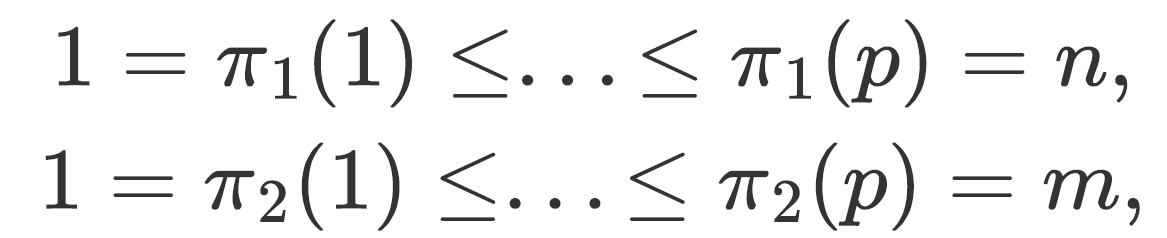 1 = π₁(1) ≤ . . . ≤ π₁(p) = n,
1 = π₂(1) ≤ . . . ≤ π₂(p) = m,